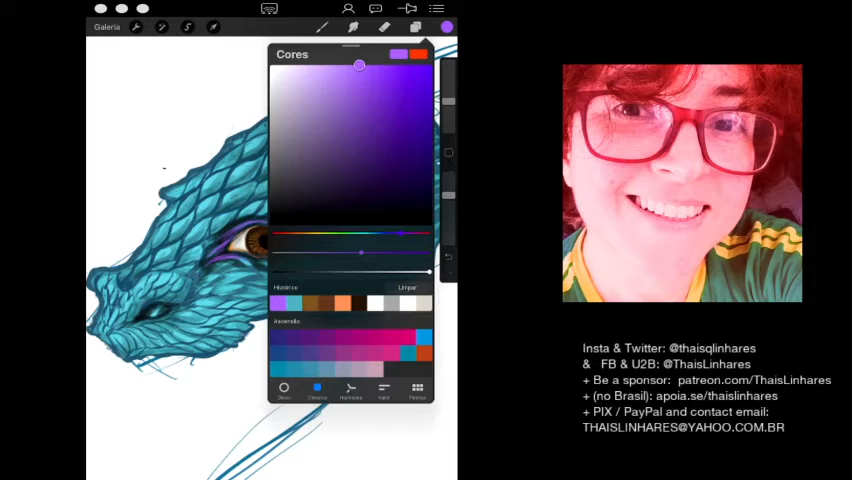 Galeria
Cores
Histórico
Limpar
Ascensão
Disco
Clássico
Harmonia
Valor
Paletas
Insta & Twitter: @thaisqlinhares
& FB & U2B: @ThaisLinhares
+ Be a sponsor: patreon.com/ThaisLinhares
+ (no Brasil): apoia.se/thaislinhares
+ PIX / PayPal and contact email:
THAISLINHARES@YAHOO.COM.BR